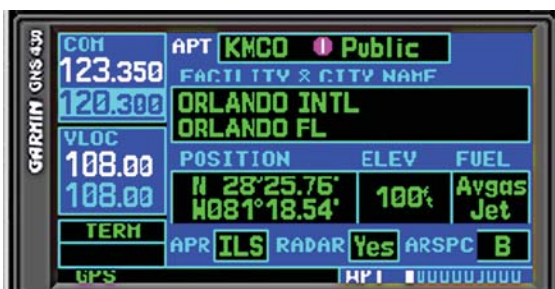 GARMIN GNS 430
COM
123.350
120.300
VLOC
108.00
108.00
TERM
GPS
APT KMCO Public
FACILITY & CITY NAME
ORLANDO INTL
ORLANDO FL
POSITION ELEV FUEL
N 28°25.76' 100ft Avgas
W081°18.54' Jet
APR ILS RADAR Yes ARSPC B
APT